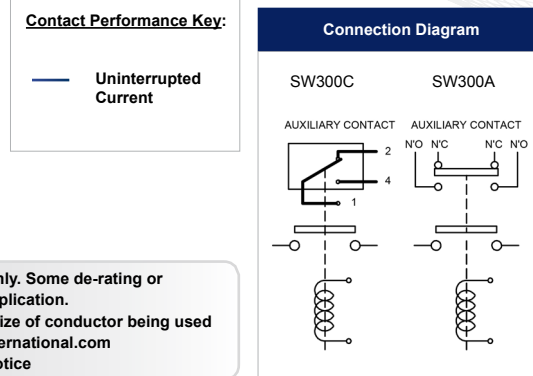 Contact Performance Key:
Uninterrupted
Current
nly. Some de-rating or
plication.
ize of conductor being used
ernational.com
otice
Connection Diagram
SW300C SW300A
AUXILIARY CONTACT AUXILIARY CONTACT
N'O N'C N'C N'O
2
4
1